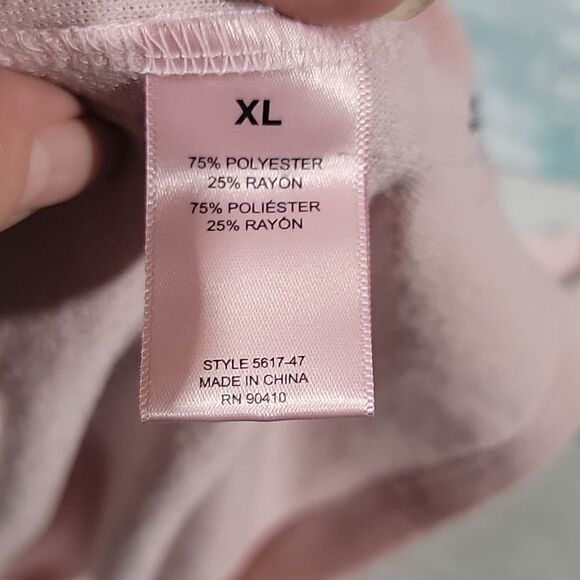 XL
75% POLYESTER
25% RAYON
75% POLIÉSTER
25% RAYÓN
STYLE 5617-47
MADE IN CHINA
RN 90410